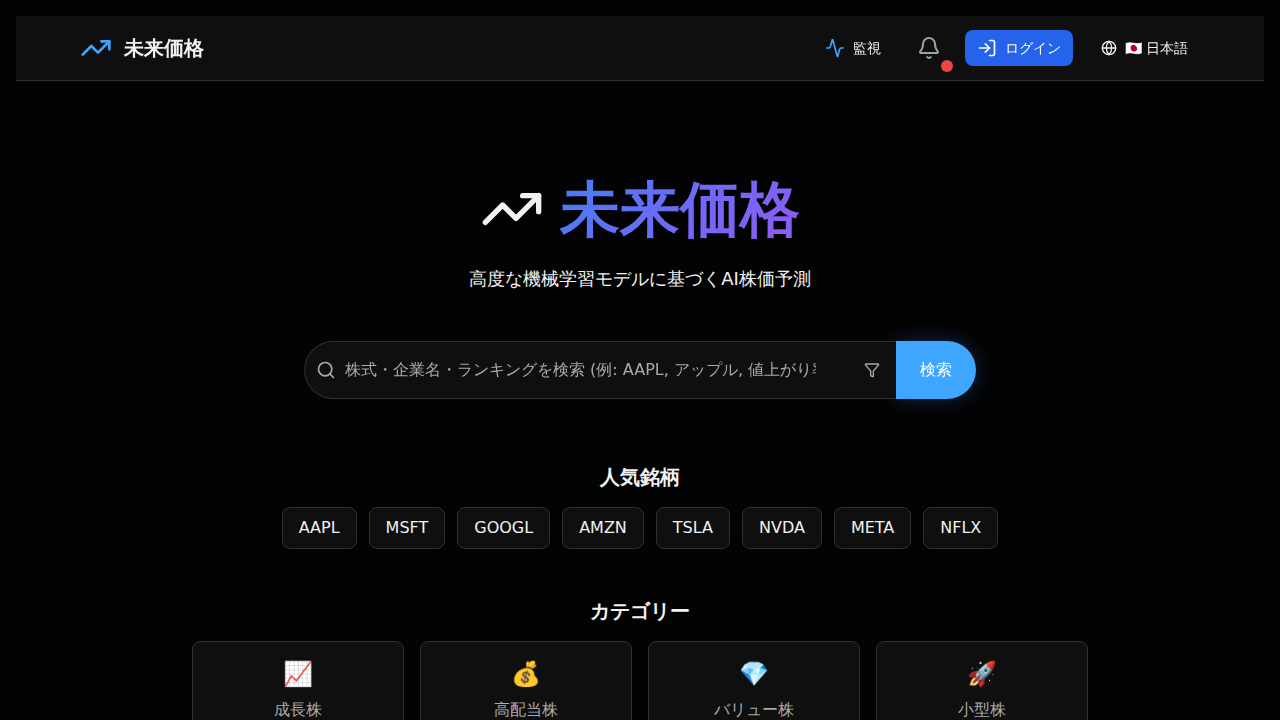 未来価格
監視
ログイン
🇯🇵 日本語
未来価格
高度な機械学習モデルに基づくAI株価予測
株式・企業名・ランキングを検索 (例: AAPL, アップル, 値上がり
検索
人気銘柄
AAPL
MSFT
GOOGL
AMZN
TSLA
NVDA
META
NFLX
カテゴリー
成長株
高配当株
バリュー株
小型株